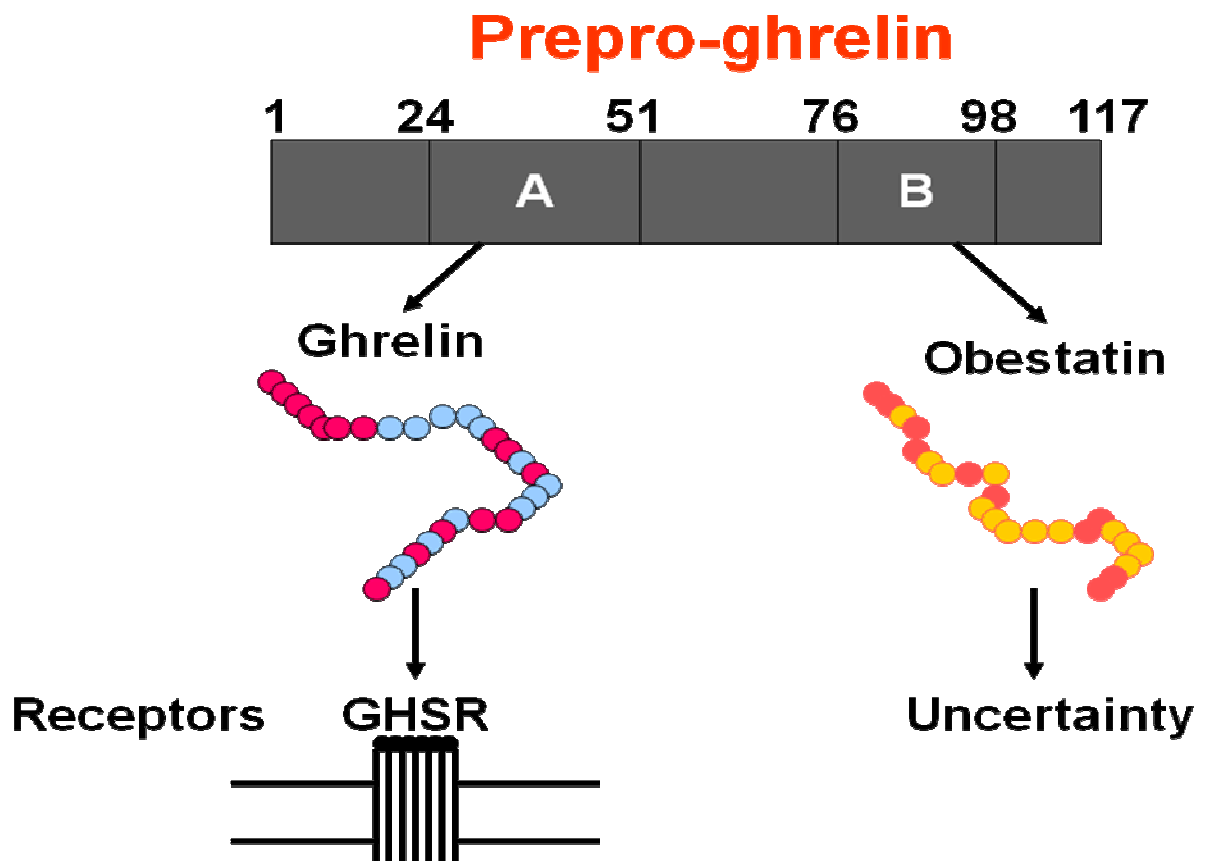 Prepro-ghrelin
1 24 51 76 98 117
A B
Ghrelin
Obestatin
Receptors GHSR Uncertainty